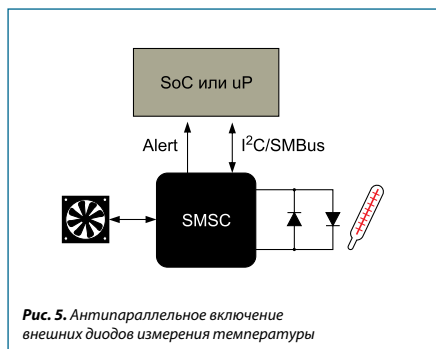 SoC или uP
Alert
I²C/SMBus
SMSC
Рис. 5. Антипараллельное включение
внешних диодов измерения температуры